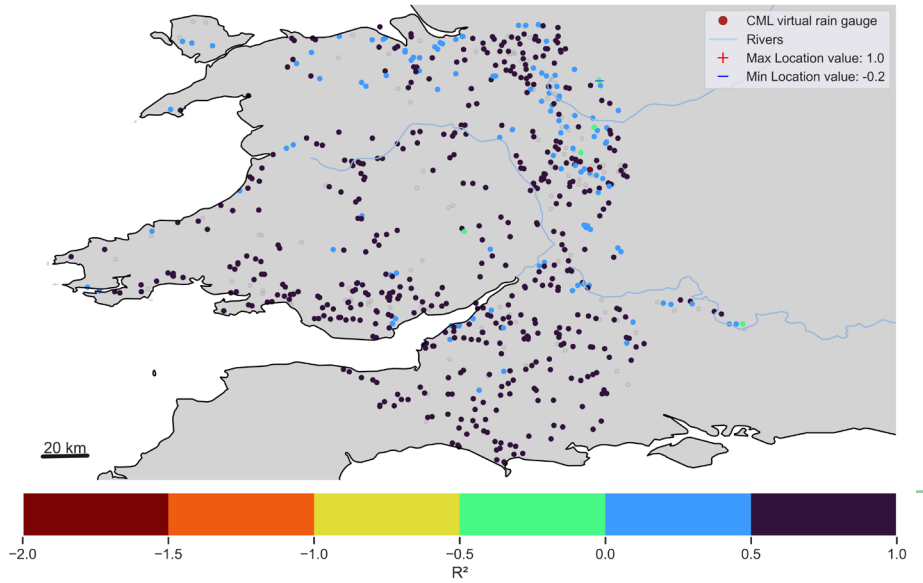 CML virtual rain gauge
Rivers
Max Location value: 1.0
Min Location value: -0.2
20 km
−2.0 −1.5 −1.0 −0.5 0.0 0.5 1.0
R²